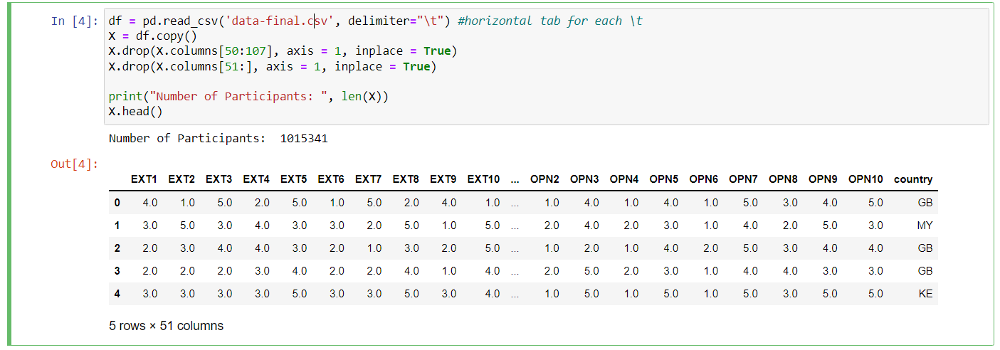 In [4]: df = pd.read_csv('data-final.csv', delimiter="\t") #horizontal tab for each \t
X = df.copy()
X.drop(X.columns[50:107], axis = 1, inplace = True)
X.drop(X.columns[51:], axis = 1, inplace = True)
print("Number of Participants: ", len(X))
X.head()
Number of Participants:  1015341
Out[4]:
EXT1 EXT2 EXT3 EXT4 EXT5 EXT6 EXT7 EXT8 EXT9 EXT10 ... OPN2 OPN3 OPN4 OPN5 OPN6 OPN7 OPN8 OPN9 OPN10 country
0 4.0 1.0 5.0 2.0 5.0 1.0 5.0 2.0 4.0 1.0 ... 1.0 4.0 1.0 4.0 1.0 5.0 3.0 4.0 5.0 GB
1 3.0 5.0 3.0 4.0 3.0 3.0 2.0 5.0 1.0 5.0 ... 2.0 4.0 2.0 3.0 1.0 4.0 2.0 5.0 3.0 MY
2 2.0 3.0 4.0 4.0 3.0 2.0 1.0 3.0 2.0 5.0 ... 1.0 2.0 1.0 4.0 2.0 5.0 3.0 4.0 4.0 GB
3 2.0 2.0 2.0 3.0 4.0 2.0 2.0 4.0 1.0 4.0 ... 2.0 5.0 2.0 3.0 1.0 4.0 4.0 3.0 3.0 GB
4 3.0 3.0 3.0 3.0 5.0 3.0 3.0 5.0 3.0 4.0 ... 1.0 5.0 1.0 5.0 1.0 5.0 3.0 5.0 5.0 KE
5 rows × 51 columns